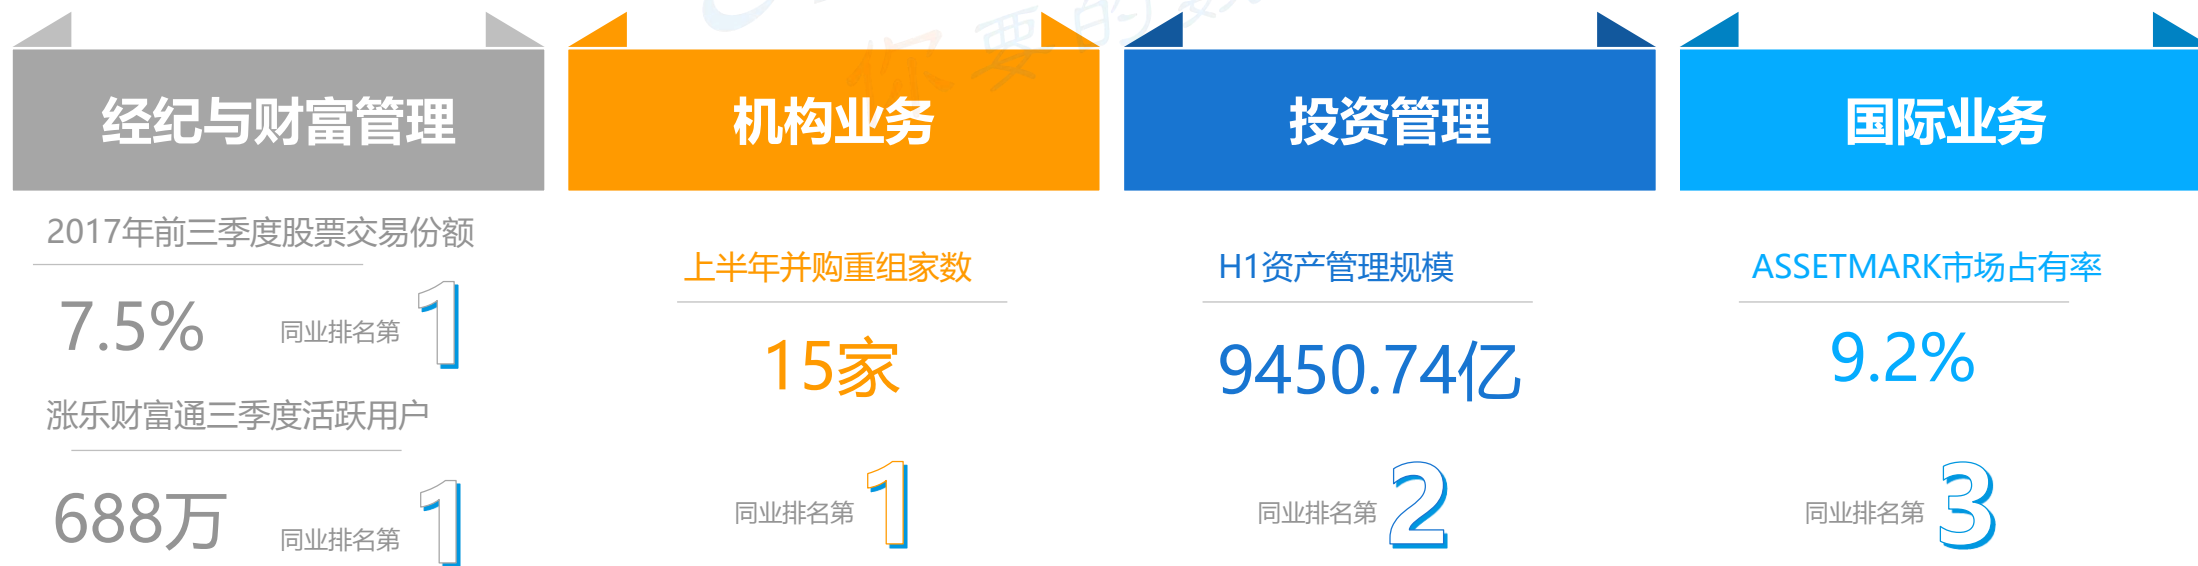 经纪与财富管理
2017年前三季度股票交易份额
7.5% 同业排名第1
涨乐财富通三季度活跃用户
688万 同业排名第1
机构业务
上半年并购重组家数
15家
同业排名第1
投资管理
H1资产管理规模
9450.74亿
同业排名第2
国际业务
ASSETMARK市场占有率
9.2%
同业排名第3
你要的数